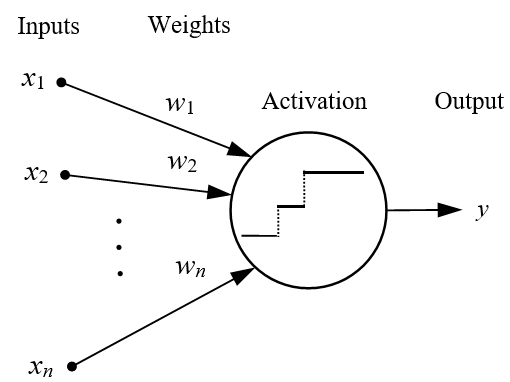 Inputs Weights
x1
w1
Activation Output
x2
w2
y
wn
xn